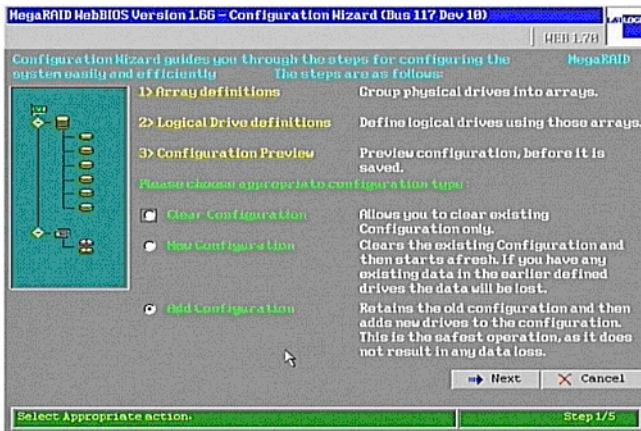 MegaRAID WebBIOS Version 1.66 - Configuration Wizard (Bus 117 Dev 10)
LSI LOGIC
WEB 1.70
Configuration Wizard guides you through the steps for configuring the MegaRAID
system easily and efficiently The steps are as follows:
1> Array definitions Group physical drives into arrays.
2> Logical Drive definitions Define logical drives using those arrays.
3> Configuration Preview Preview configuration, before it is
saved.
Please choose appropriate configuration type :
Clear Configuration Allows you to clear existing
Configuration only.
New Configuration Clears the existing Configuration and
then starts afresh. If you have any
existing data in the earlier defined
drives the data will be lost.
Add Configuration Retains the old configuration and then
adds new drives to the configuration.
This is the safest operation, as it does
not result in any data loss.
Next Cancel
Select Appropriate action. Step 1/5